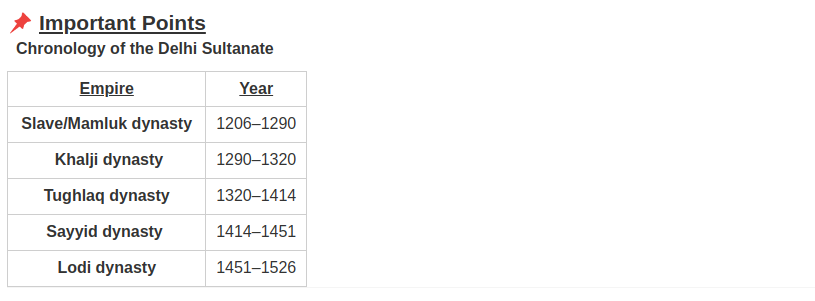 Important Points
Chronology of the Delhi Sultanate
Empire Year
Slave/Mamluk dynasty 1206–1290
Khalji dynasty 1290–1320
Tughlaq dynasty 1320–1414
Sayyid dynasty 1414–1451
Lodi dynasty 1451–1526